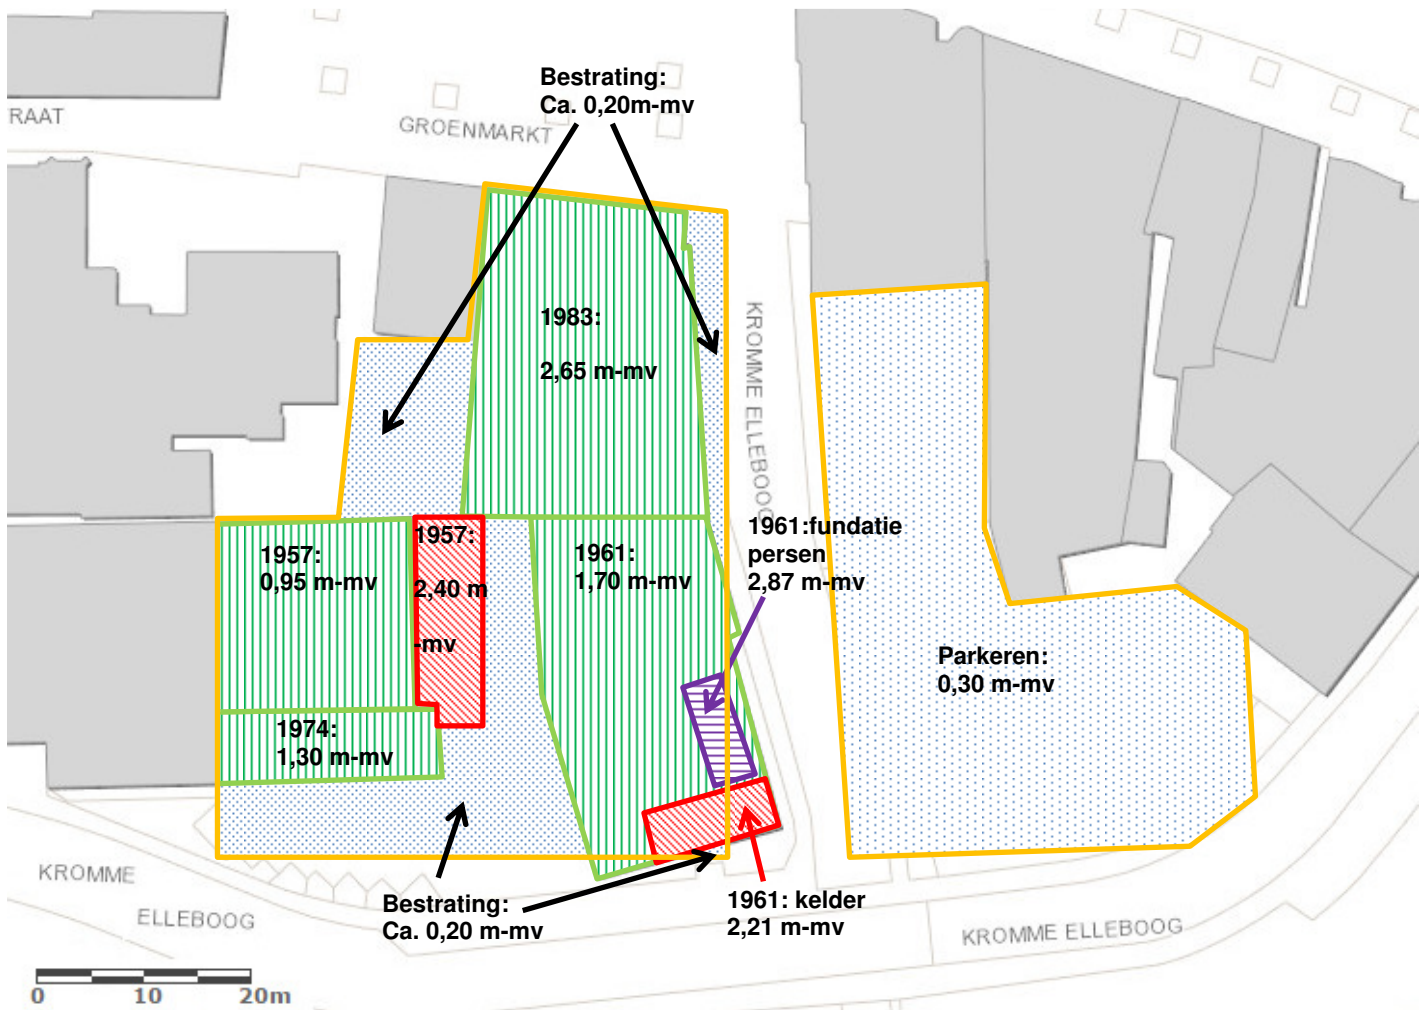 Bestrating:
Ca. 0,20m-mv
RAAT
GROENMARKT
1983:
2,65 m-mv
KROMME ELLEBOOG
1957:
0,95 m-mv
1957:
2,40 m
-mv
1961:
1,70 m-mv
1961:fundatie
persen
2,87 m-mv
Parkeren:
0,30 m-mv
1974:
1,30 m-mv
KROMME
ELLEBOOG
Bestrating:
Ca. 0,20 m-mv
1961: kelder
2,21 m-mv
KROMME ELLEBOOG
0 10 20m